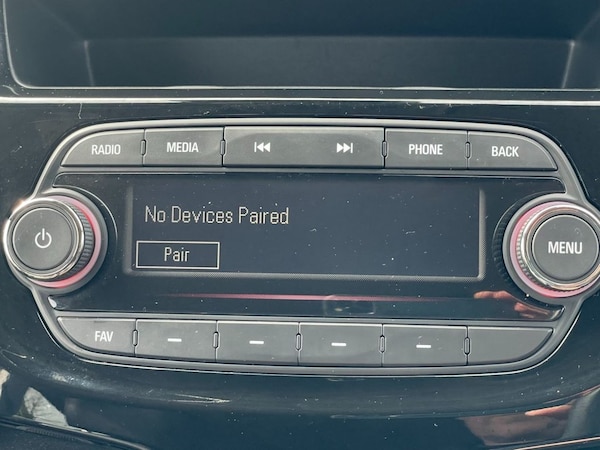 RADIO MEDIA PHONE BACK
No Devices Paired
Pair
MENU
FAV